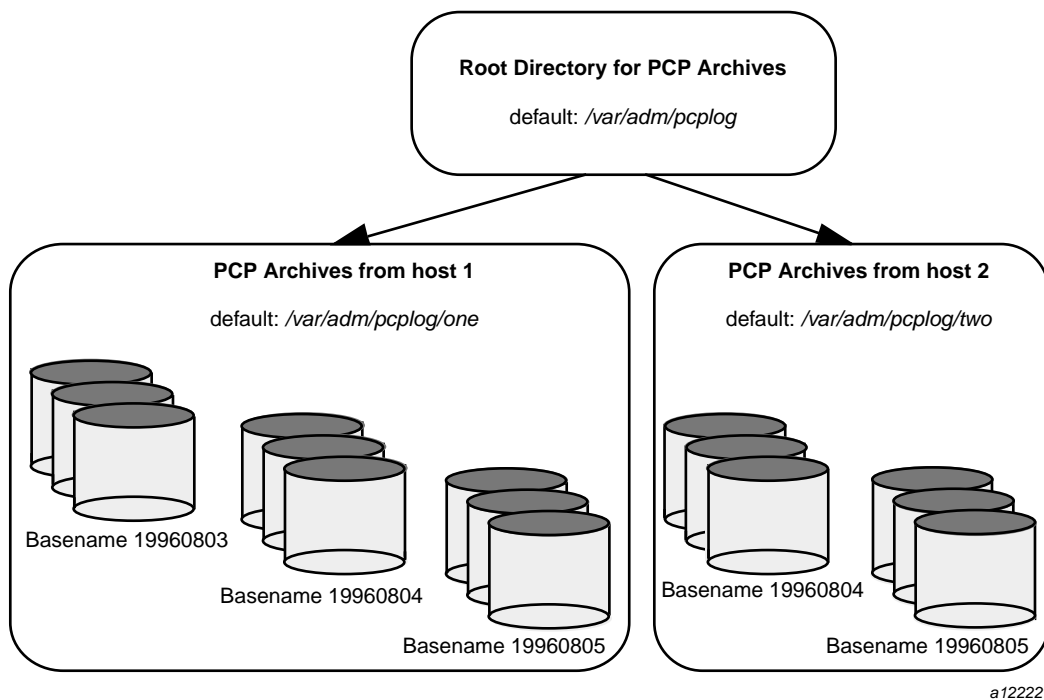 Root Directory for PCP Archives
default: /var/adm/pcplog
PCP Archives from host 1
default: /var/adm/pcplog/one
Basename 19960803
Basename 19960804
Basename 19960805
PCP Archives from host 2
default: /var/adm/pcplog/two
Basename 19960804
Basename 19960805
a12222